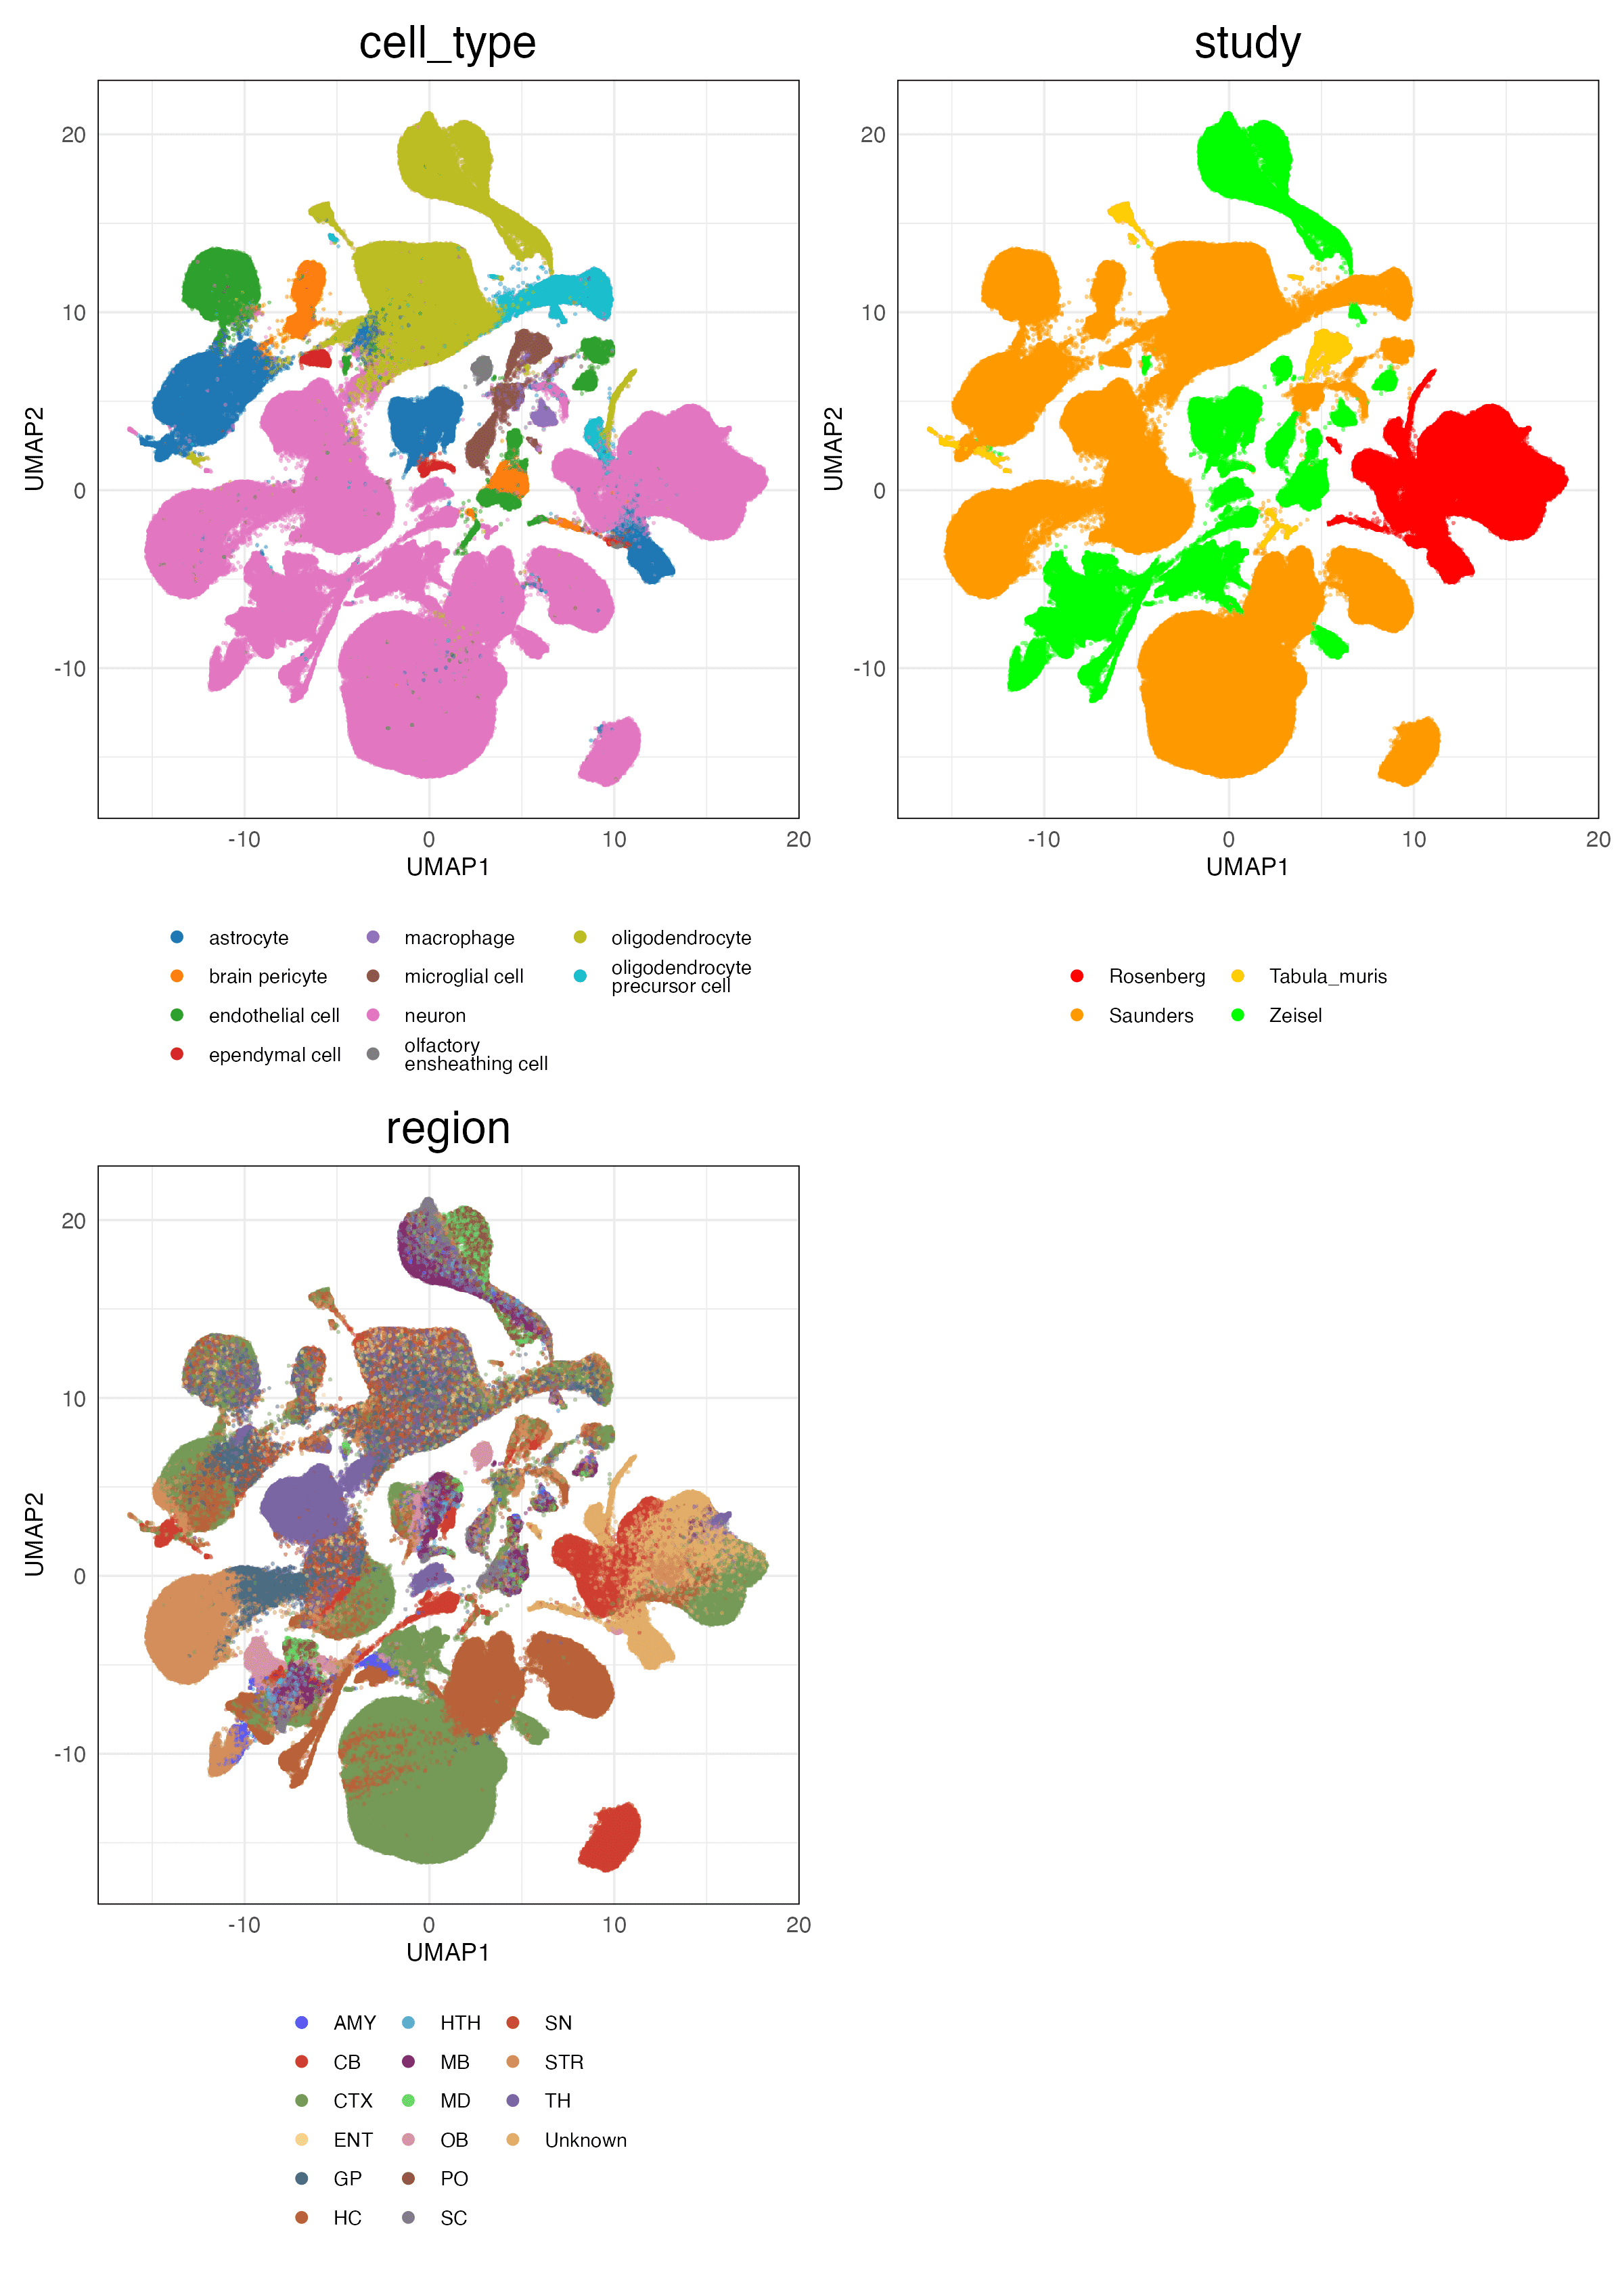 cell_type
study
20
10
0
-10
UMAP2
-10
0
10
20
UMAP1
20
10
0
-10
UMAP2
-10
0
10
20
UMAP1
astrocyte
brain pericyte
endothelial cell
ependymal cell
macrophage
microglial cell
neuron
olfactory
ensheathing cell
oligodendrocyte
oligodendrocyte
precursor cell
Rosenberg
Saunders
Tabula_muris
Zeisel
region
20
10
0
-10
UMAP2
-10
0
10
20
UMAP1
AMY
CB
CTX
ENT
GP
HC
HTH
MB
MD
OB
PO
SC
SN
STR
TH
Unknown